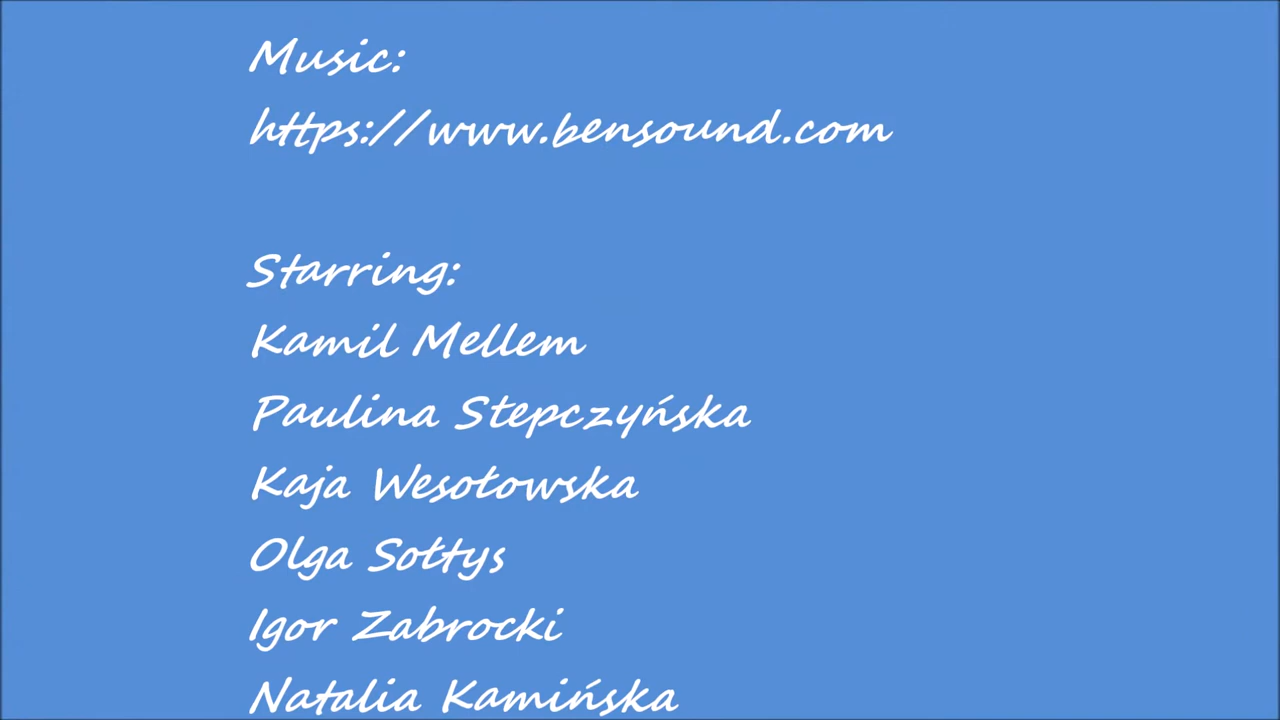 Music:
https://www.bensound.com
Starring:
Kamil Mellem
Paulina Stepczyńska
Kaja Wesołowska
Olga Sołtys
Igor Zabrocki
Natalia Kamińska